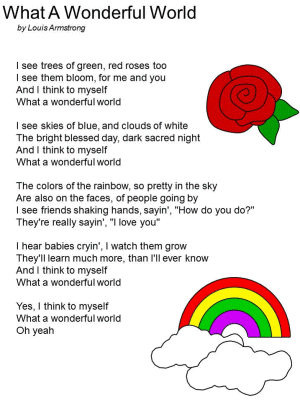 What A Wonderful World
by Louis Armstrong
I see trees of green, red roses too
I see them bloom, for me and you
And I think to myself
What a wonderful world
I see skies of blue, and clouds of white
The bright blessed day, dark sacred night
And I think to myself
What a wonderful world
The colors of the rainbow, so pretty in the sky
Are also on the faces, of people going by
I see friends shaking hands, sayin', "How do you do?"
They're really sayin', "I love you"
I hear babies cryin', I watch them grow
They'll learn much more, than I'll ever know
And I think to myself
What a wonderful world
Yes, I think to myself
What a wonderful world
Oh yeah